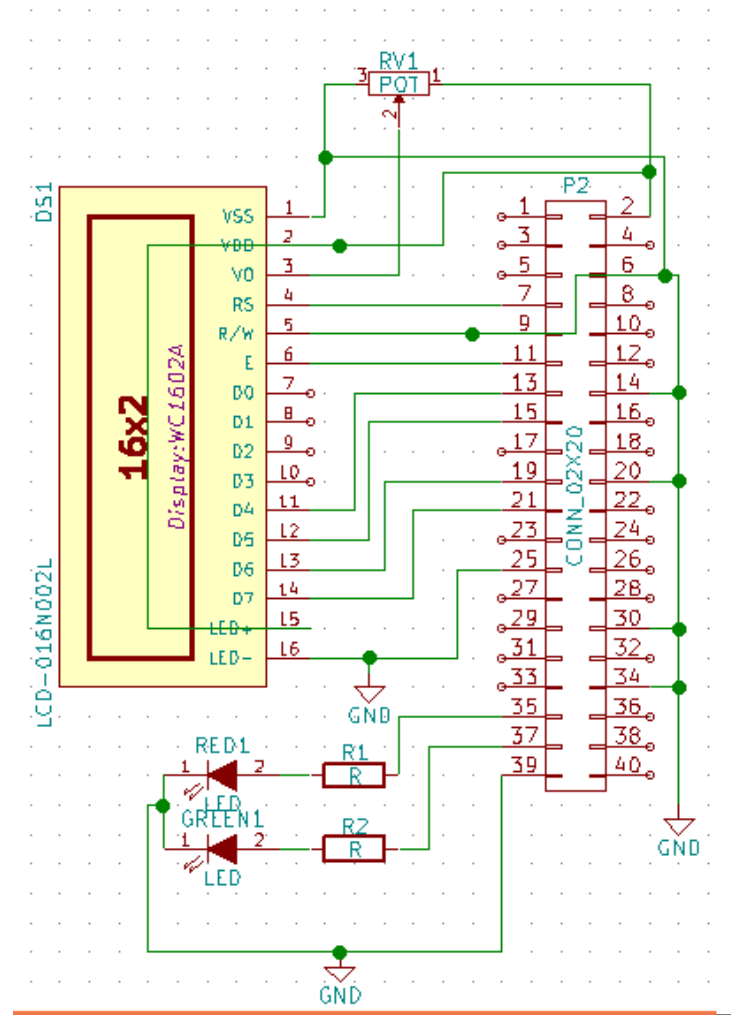 RV1
3 POT 1
2
DS1
P2
VSS 1
VDD 2
VO 3
RS 4
R/W 5
E 6
D0 7
D1 8
D2 9
D3 10
D4 11
D5 12
D6 13
D7 14
LED+ 15
LED- 16
16x2
Display:WC1602A
LCD-016N002L
1 2
3 4
5 6
7 8
9 10
11 12
13 14
15 16
17 18
19 20
21 22
23 24
25 26
27 28
29 30
31 32
33 34
35 36
37 38
39 40
CONN_02X20
GND
RED1
1 2
LED
R1
R
GREEN1
1 2
LED
R2
R
GND
GND